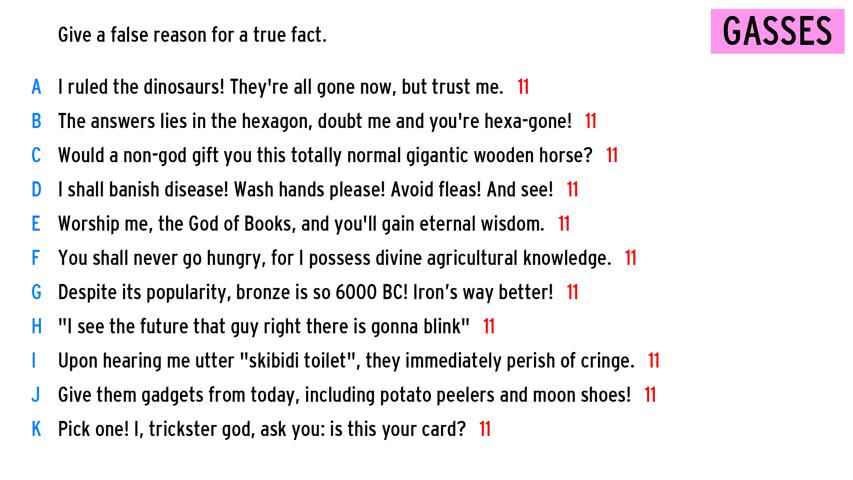 Give a false reason for a true fact.
GASSES
A I ruled the dinosaurs! They're all gone now, but trust me. 11
B The answers lies in the hexagon, doubt me and you're hexa-gone! 11
C Would a non-god gift you this totally normal gigantic wooden horse? 11
D I shall banish disease! Wash hands please! Avoid fleas! And see! 11
E Worship me, the God of Books, and you'll gain eternal wisdom. 11
F You shall never go hungry, for I possess divine agricultural knowledge. 11
G Despite its popularity, bronze is so 6000 BC! Iron’s way better! 11
H "I see the future that guy right there is gonna blink" 11
I Upon hearing me utter "skibidi toilet", they immediately perish of cringe. 11
J Give them gadgets from today, including potato peelers and moon shoes! 11
K Pick one! I, trickster god, ask you: is this your card? 11